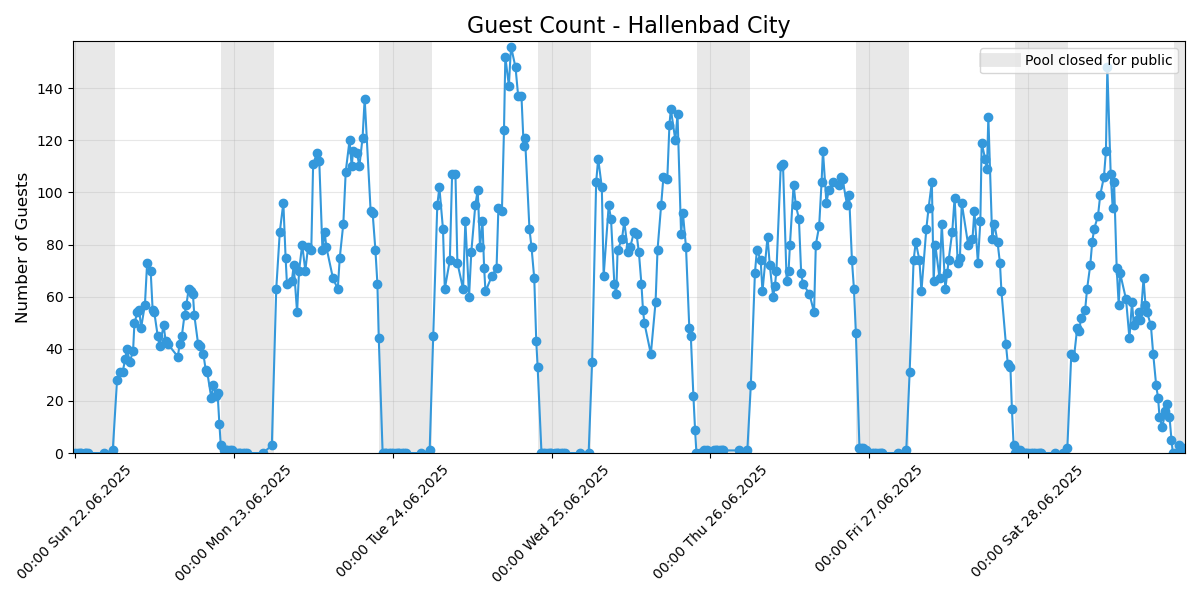 Guest Count - Hallenbad City
Pool closed for public
Number of Guests
140
120
100
80
60
40
20
0
00:00 Sun 22.06.2025
00:00 Mon 23.06.2025
00:00 Tue 24.06.2025
00:00 Wed 25.06.2025
00:00 Thu 26.06.2025
00:00 Fri 27.06.2025
00:00 Sat 28.06.2025